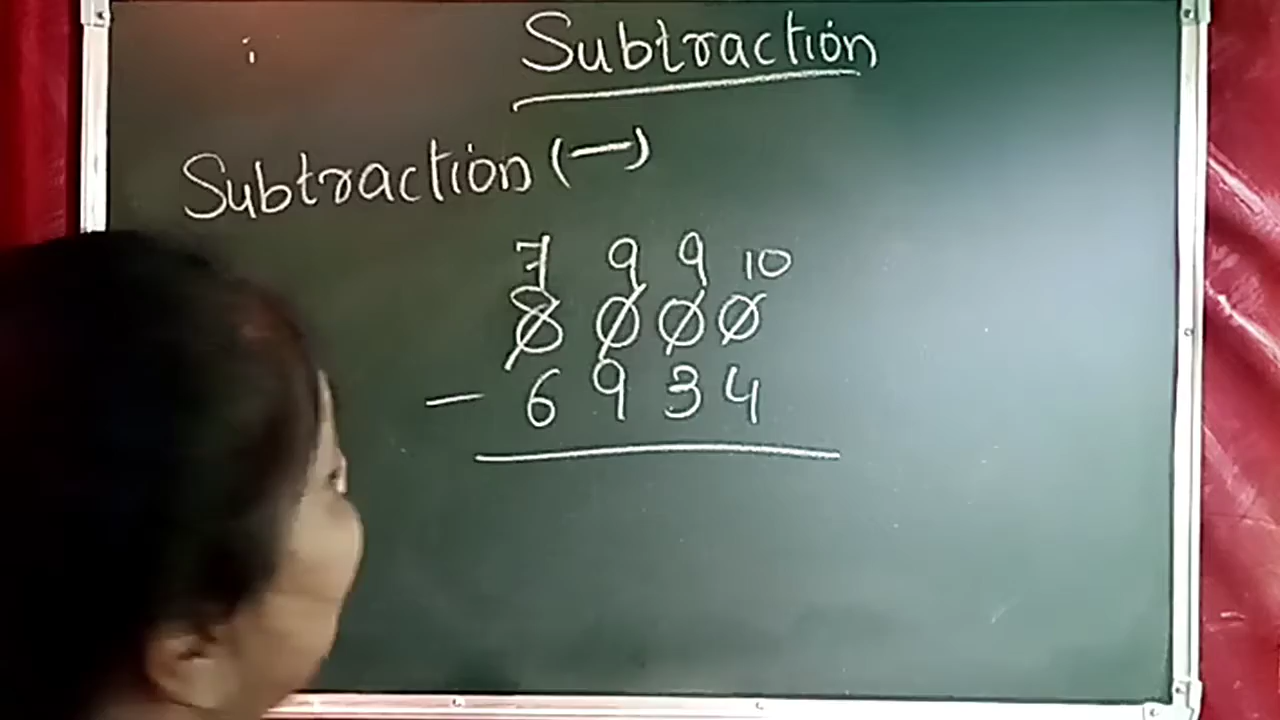 Subtraction
Subtraction (—)
7 9 9 10
8 0 0 0
— 6 9 3 4